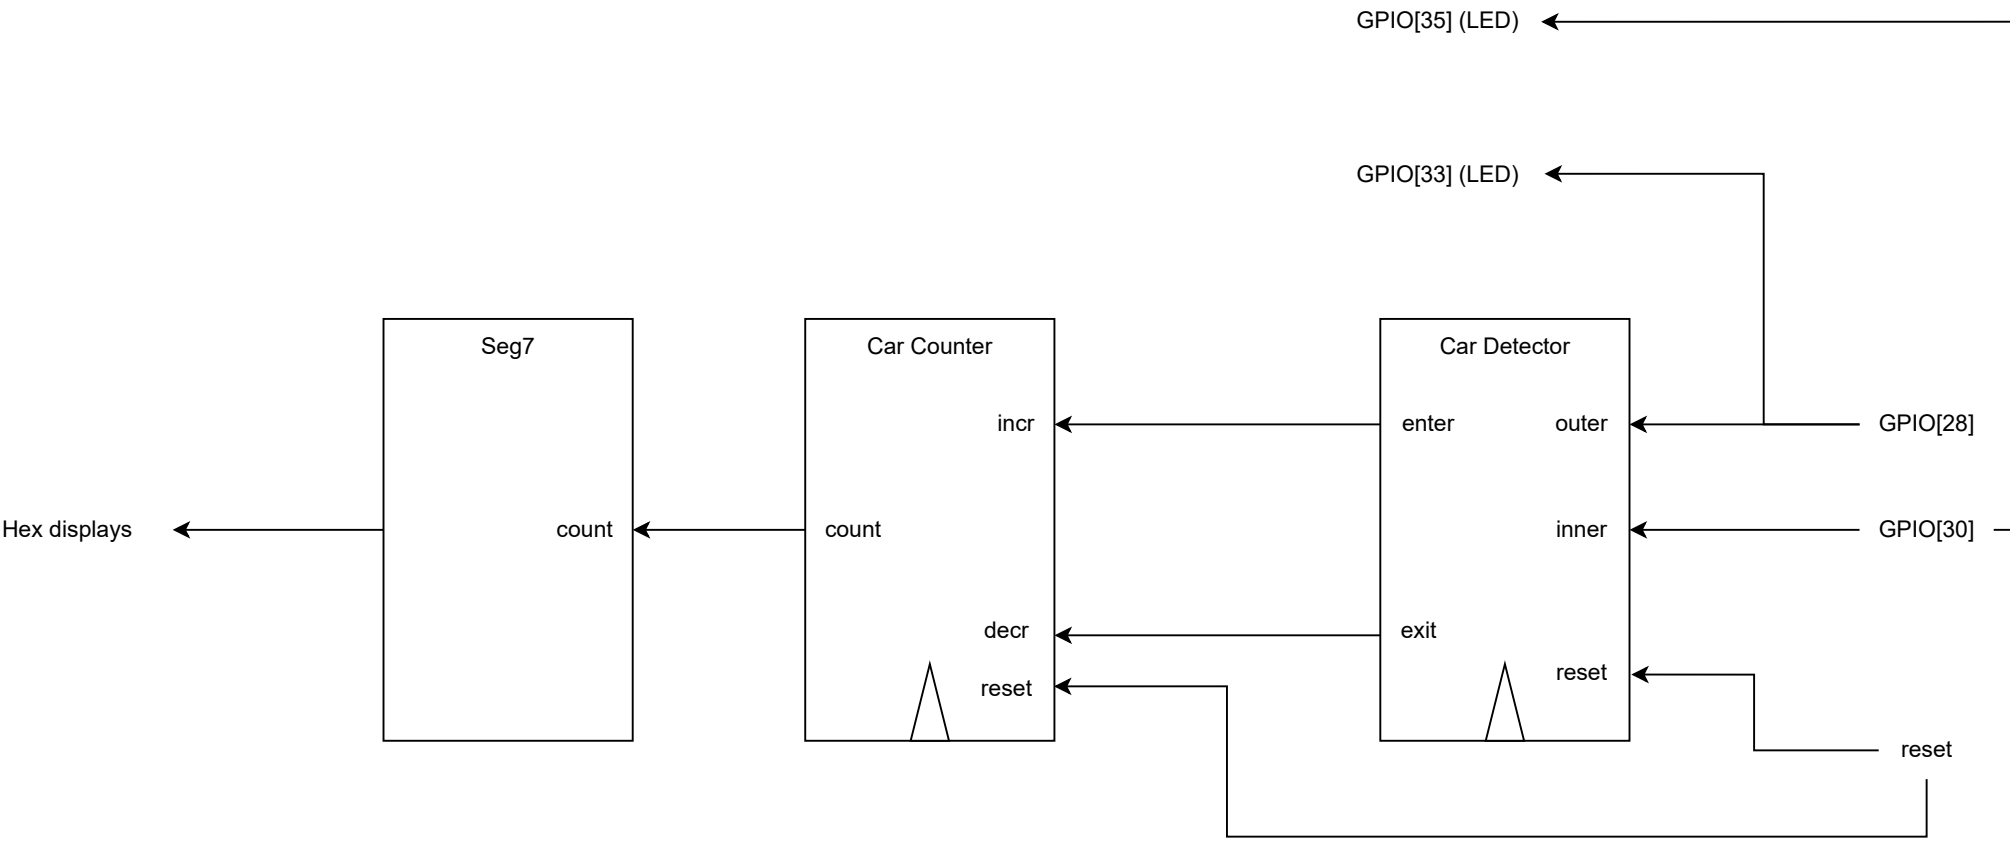 GPIO[35] (LED)
GPIO[33] (LED)
Seg7
Car Counter
Car Detector
incr
enter
outer
GPIO[28]
Hex displays
count
count
inner
GPIO[30]
decr
exit
reset
reset
reset